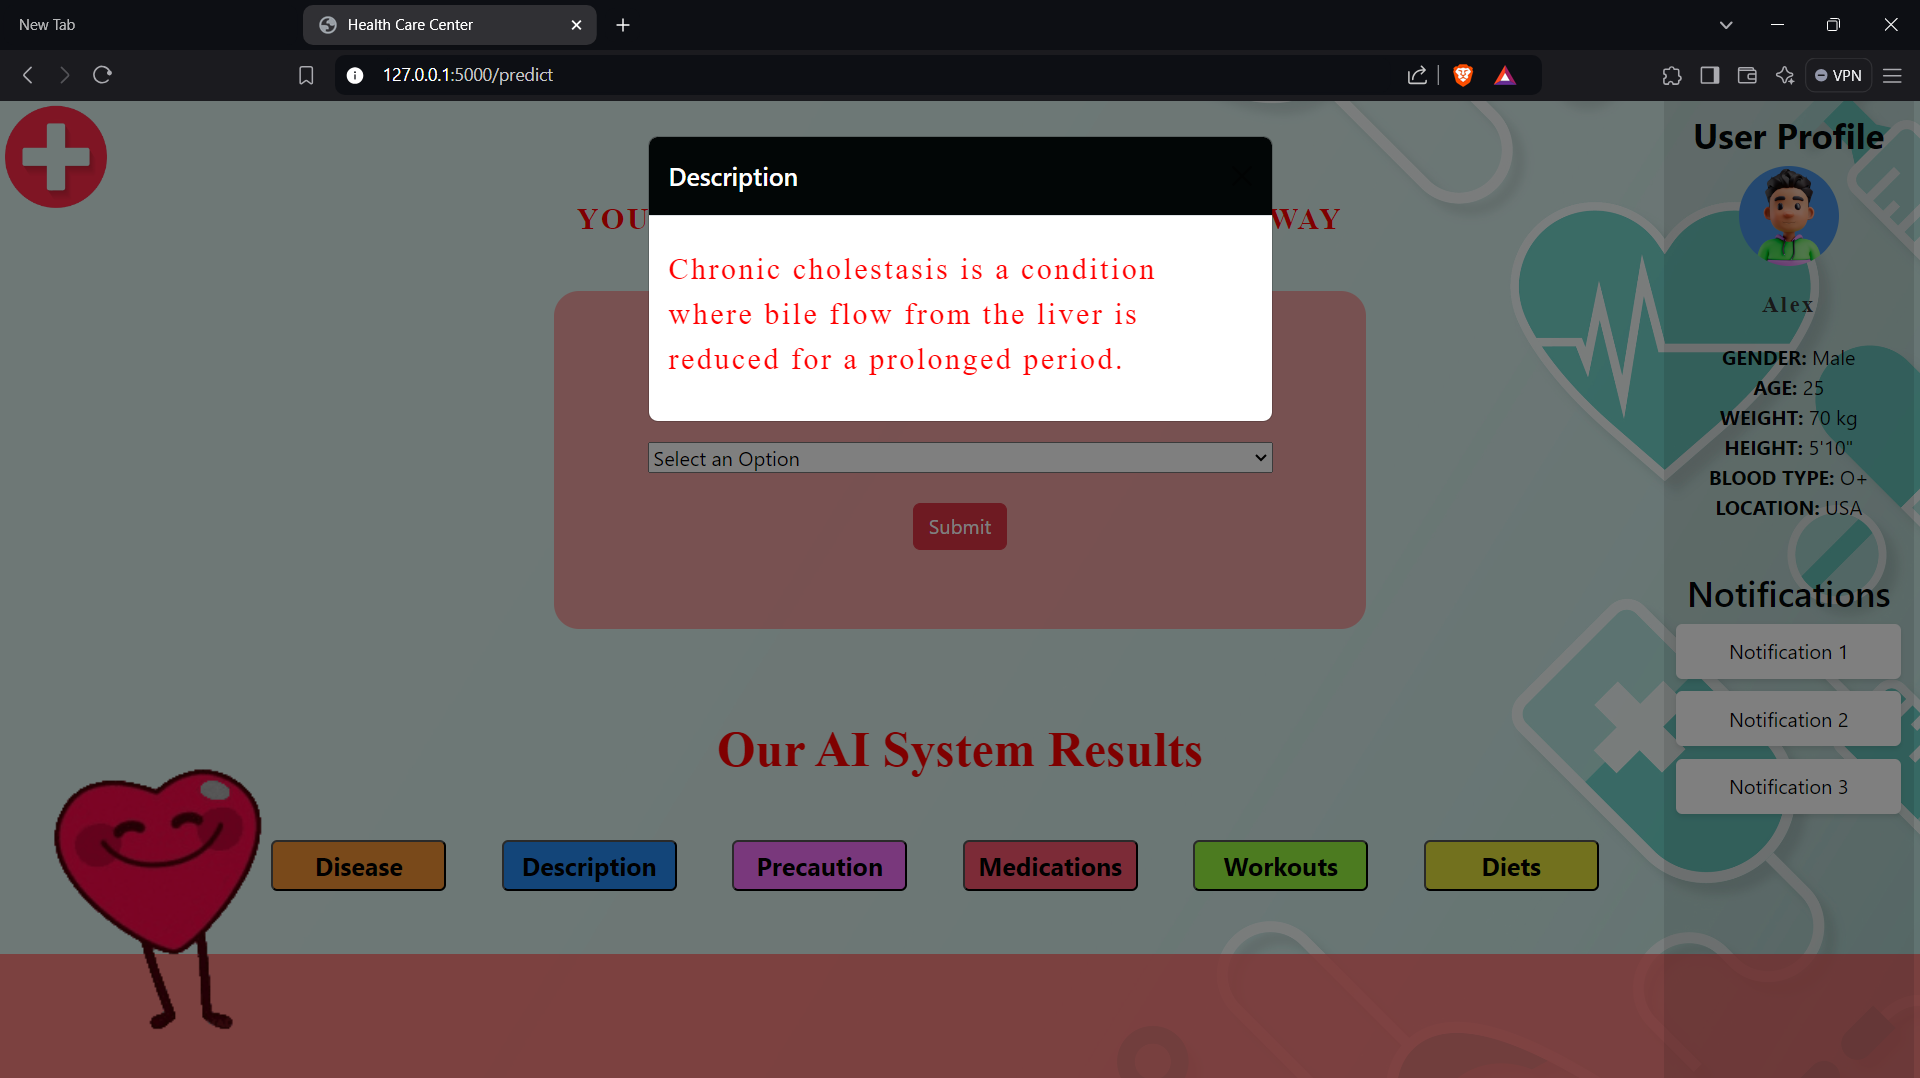 New Tab
Health Care Center
127.0.0.1:5000/predict
VPN
Description
YOU
WAY
Chronic cholestasis is a condition
where bile flow from the liver is
reduced for a prolonged period.
Select an Option
Submit
Our AI System Results
Disease
Description
Precaution
Medications
Workouts
Diets
User Profile
Alex
GENDER: Male
AGE: 25
WEIGHT: 70 kg
HEIGHT: 5'10"
BLOOD TYPE: O+
LOCATION: USA
Notifications
Notification 1
Notification 2
Notification 3